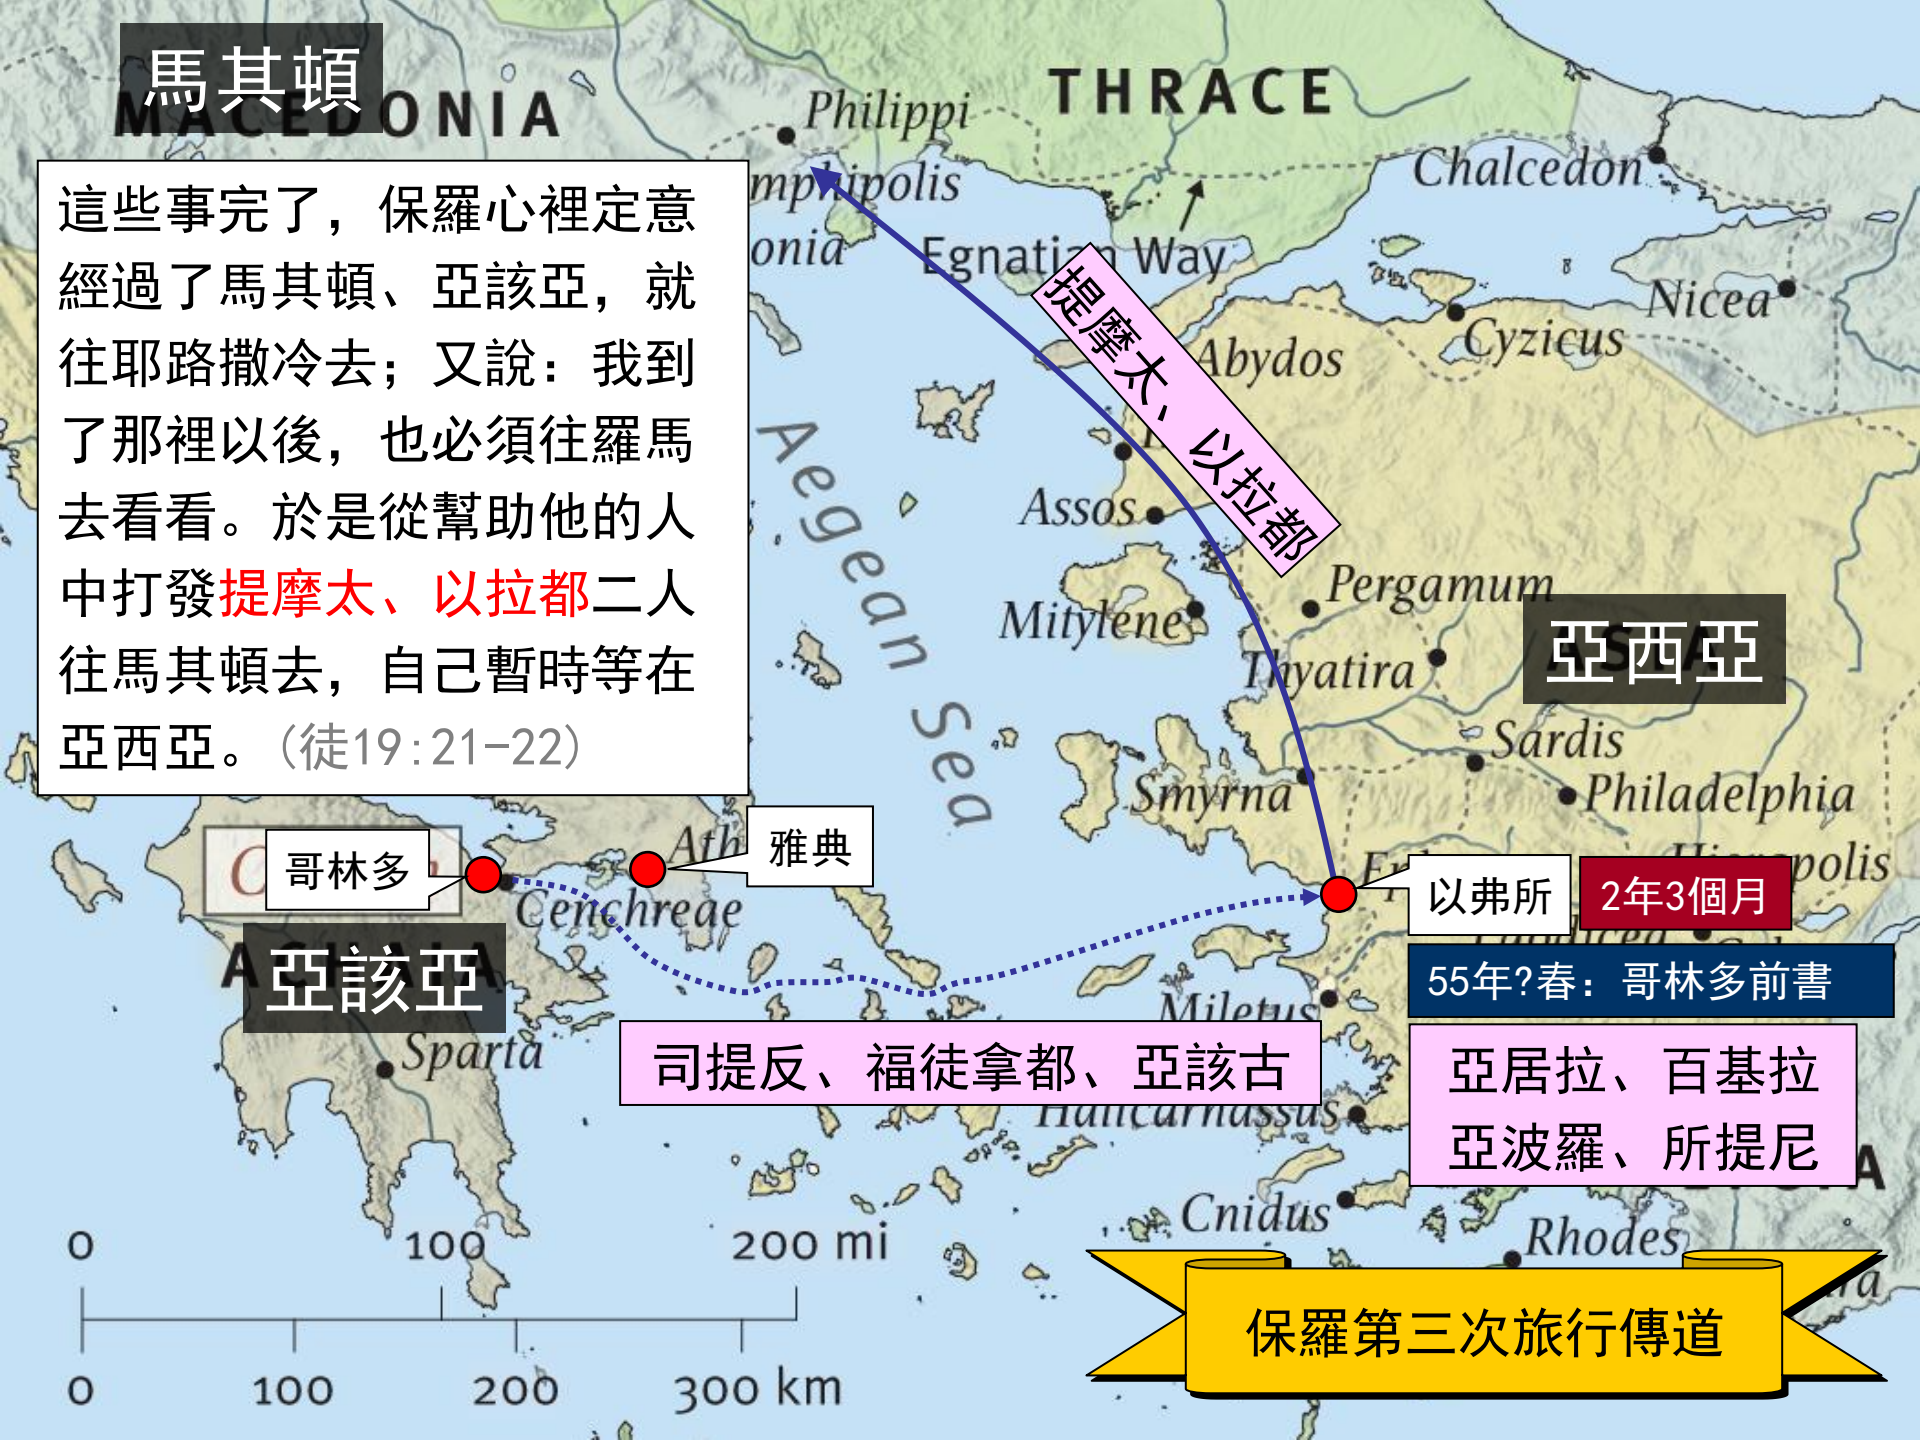 馬其頓
MACEDONIA
THRACE
Philippi
mphipolis
onia
Egnatian Way
Chalcedon
Nicea
Cyzicus
Abydos
這些事完了，保羅心裡定意
經過了馬其頓、亞該亞，就
往耶路撒冷去；又說：我到
了那裡以後，也必須往羅馬
去看看。於是從幫助他的人
中打發提摩太、以拉都二人
往馬其頓去，自己暫時等在
亞西亞。(徒19:21-22)
提摩太、以拉都
Aegean Sea
Assos
Mitylene
Pergamum
Thyatira
亞西亞
ASIA
Sardis
Smyrna
Philadelphia
哥林多
Ath
雅典
Cenchreae
以弗所
2年3個月
55年?春：哥林多前書
亞該亞
ACHAIA
Sparta
Miletus
司提反、福徒拿都、亞該古
亞居拉、百基拉
亞波羅、所提尼
Halicarnassus
Cnidus
Rhodes
0 100 200 mi
0 100 200 300 km
保羅第三次旅行傳道